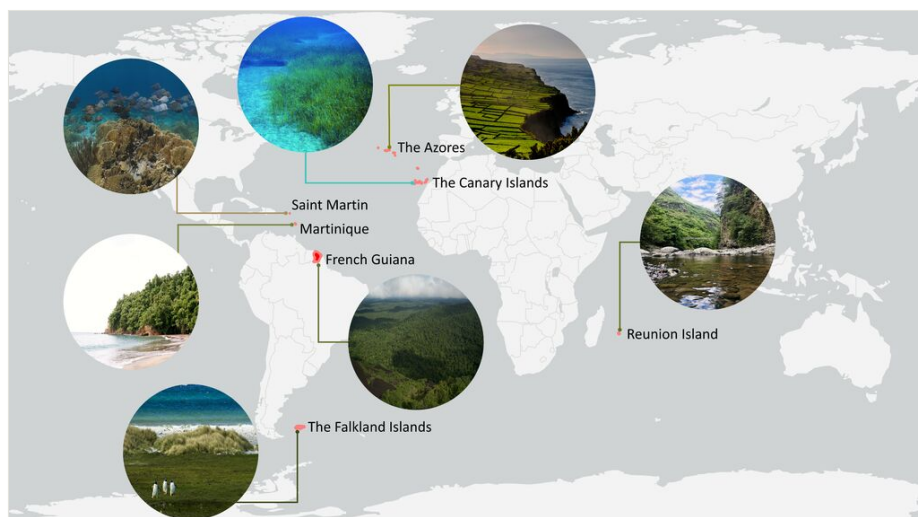 The Azores
The Canary Islands
Saint Martin
Martinique
French Guiana
Reunion Island
The Falkland Islands